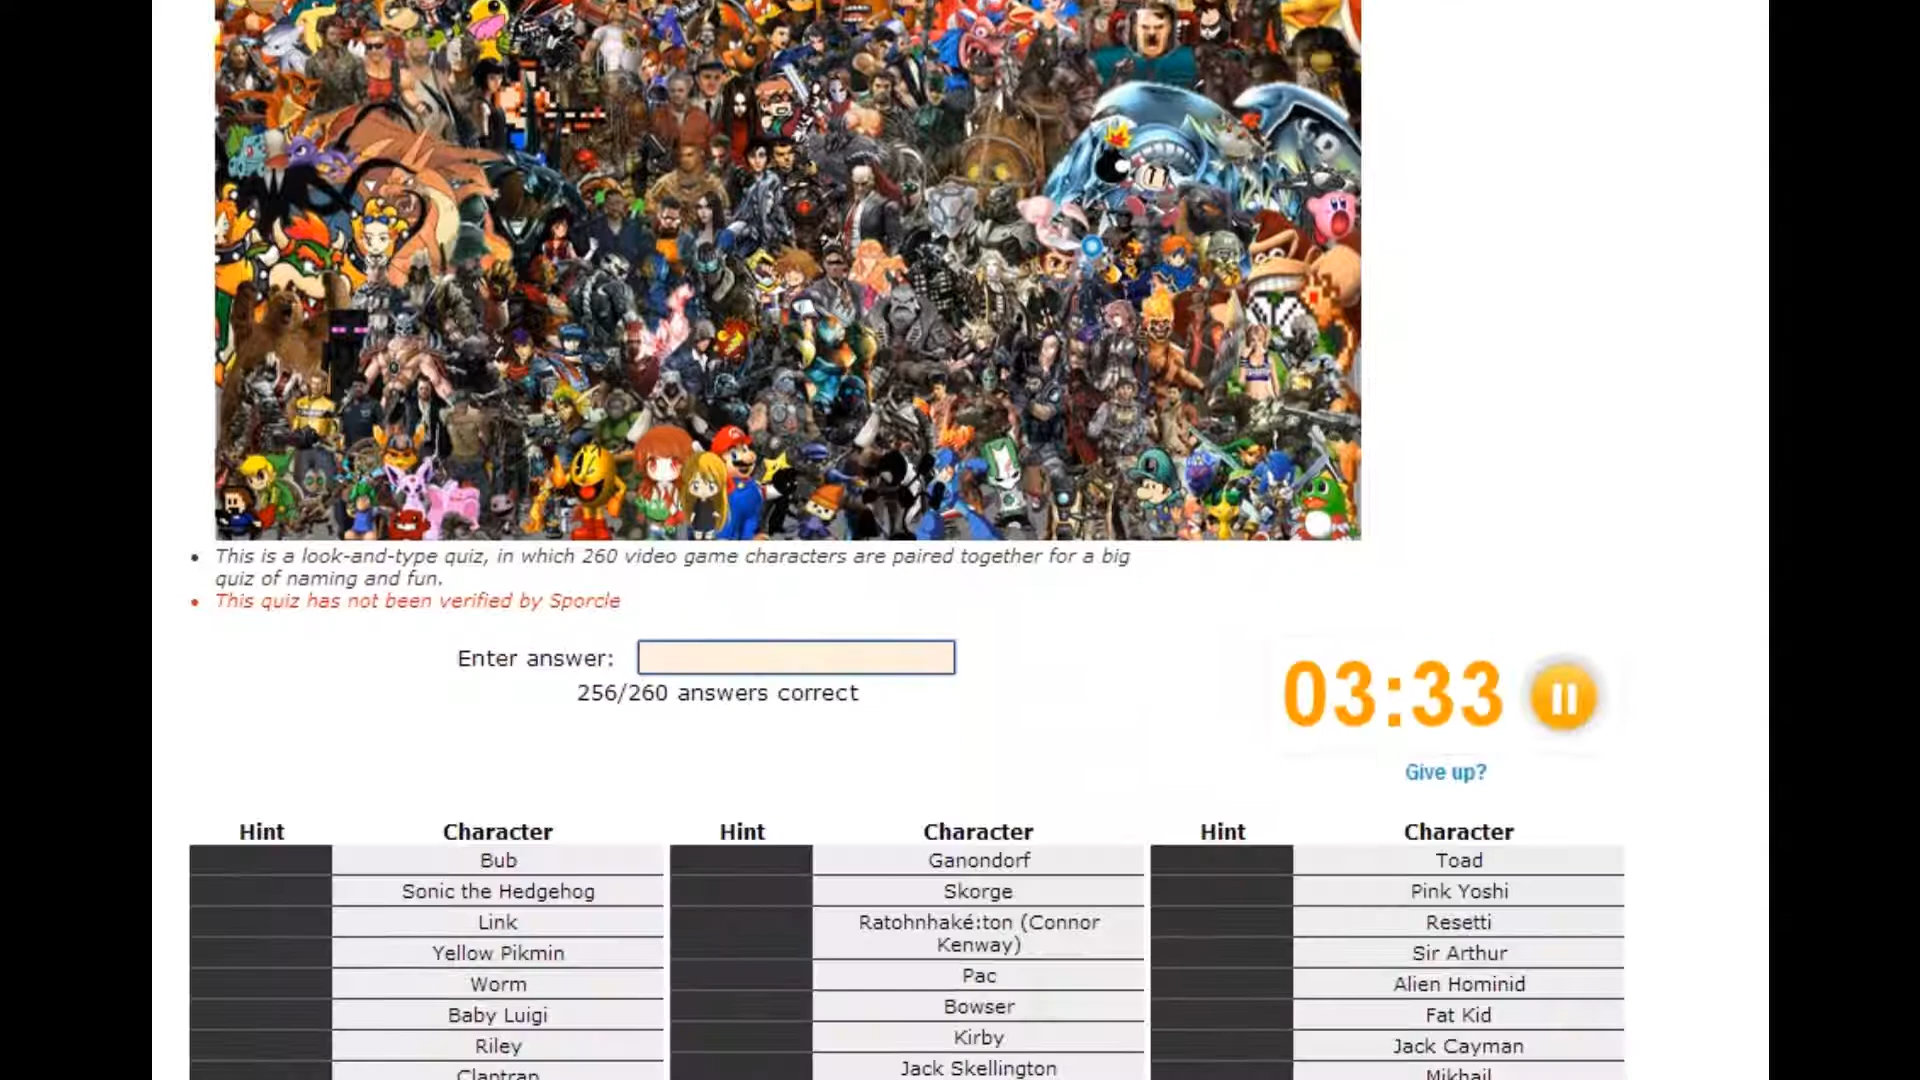 This is a look-and-type quiz, in which 260 video game characters are paired together for a big
quiz of naming and fun.
This quiz has not been verified by Sporcle
Enter answer:
256/260 answers correct
03:33
Give up?
Hint Character Hint Character Hint Character
Bub Ganondorf Toad
Sonic the Hedgehog Skorge Pink Yoshi
Link Ratohnhaké:ton (Connor
Kenway) Resetti
Yellow Pikmin Pac Sir Arthur
Worm Bowser Alien Hominid
Baby Luigi Kirby Fat Kid
Riley Jack Skellington Jack Cayman
Claptrap Mikhail